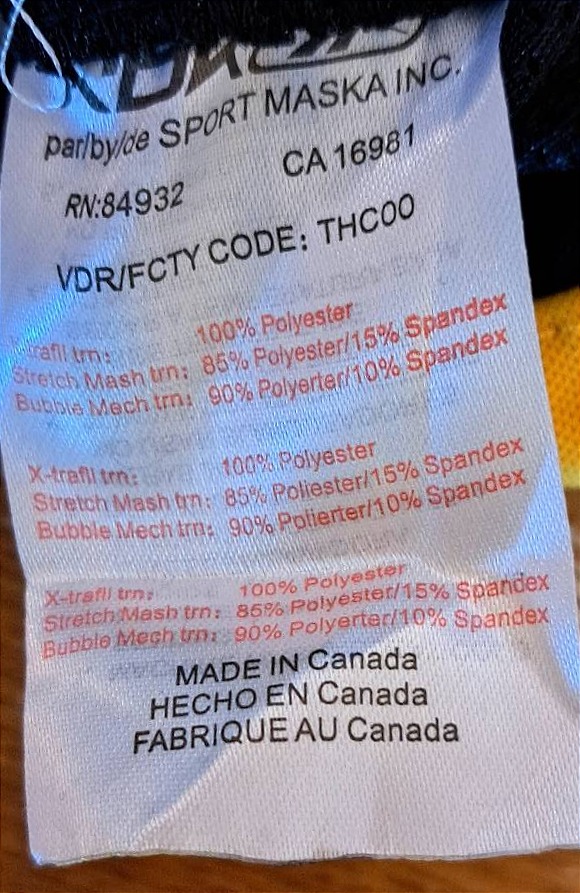 par/by/de SPORT MASKA INC.
RN:84932 CA 16981
VDR/FCTY CODE: THC00
rafil trn: 100% Polyester
Stretch Mash trn: 85% Polyester/15% Spandex
Bubble Mech trn: 90% Polyerter/10% Spandex
X-trafil trn: 100% Polyester
Stretch Mash trn: 85% Poliester/15% Spandex
Bubble Mech trn: 90% Polierter/10% Spandex
X-trafil trn: 100% Polyester
Stretch Mash trn: 85% Polyester/15% Spandex
Bubble Mech trn: 90% Polyerter/10% Spandex
MADE IN Canada
HECHO EN Canada
FABRIQUE AU Canada